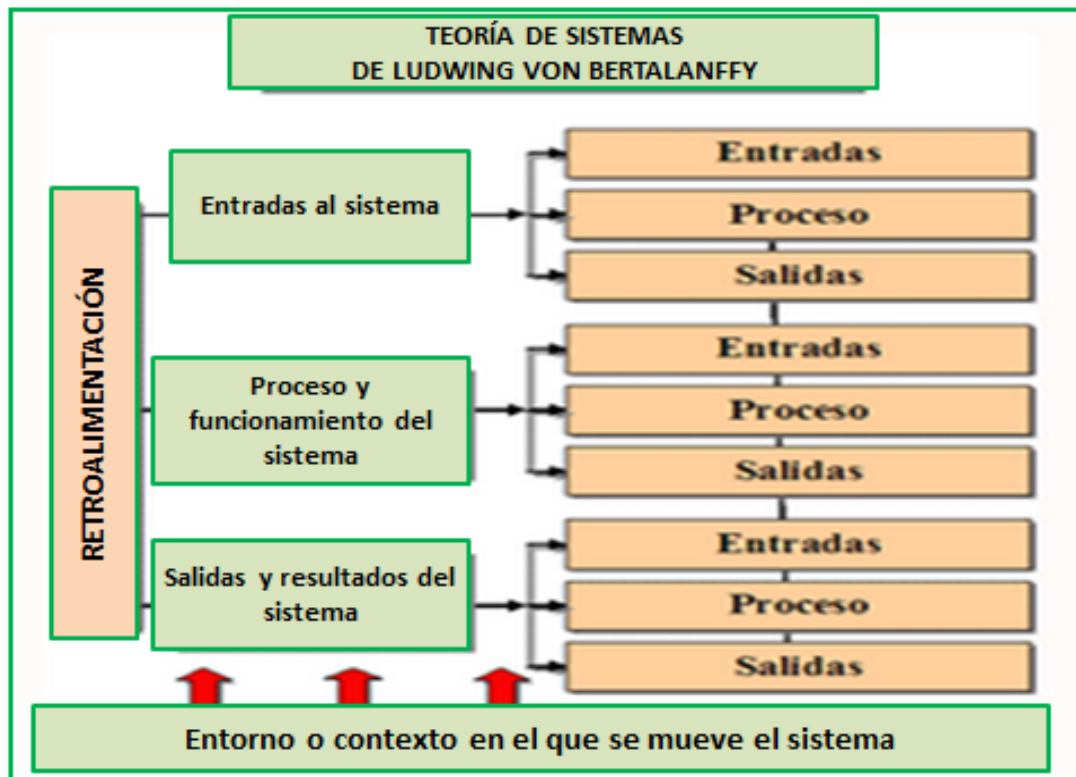 TEORÍA DE SISTEMAS
DE LUDWING VON BERTALANFFY
RETROALIMENTACIÓN
Entradas al sistema
Entradas
Proceso
Salidas
Proceso y
funcionamiento del
sistema
Entradas
Proceso
Salidas
Salidas y resultados del
sistema
Entradas
Proceso
Salidas
Entorno o contexto en el que se mueve el sistema